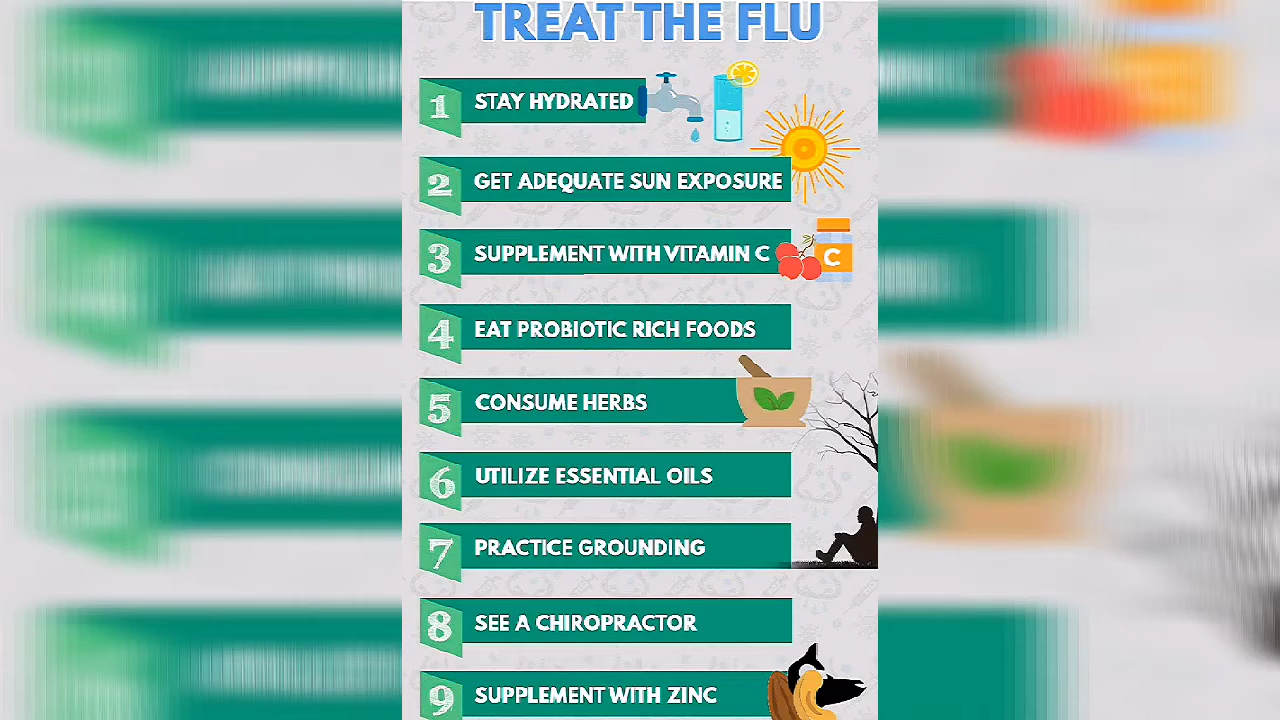 TREAT THE FLU
1 STAY HYDRATED
2 GET ADEQUATE SUN EXPOSURE
3 SUPPLEMENT WITH VITAMIN C
C
4 EAT PROBIOTIC RICH FOODS
5 CONSUME HERBS
6 UTILIZE ESSENTIAL OILS
7 PRACTICE GROUNDING
8 SEE A CHIROPRACTOR
9 SUPPLEMENT WITH ZINC